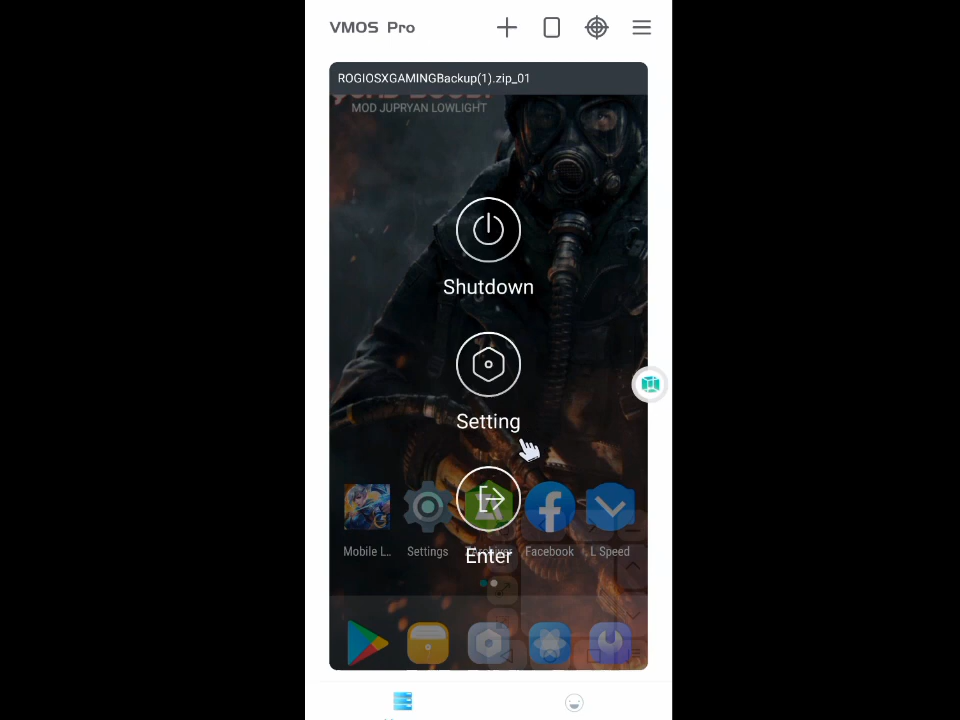 VMOS Pro
ROGIOSXGAMINGBackup(1).zip_01
MOD JUPRYAN LOWLIGHT
Shutdown
Setting
Enter
Mobile L..
Settings
Facebook
L Speed